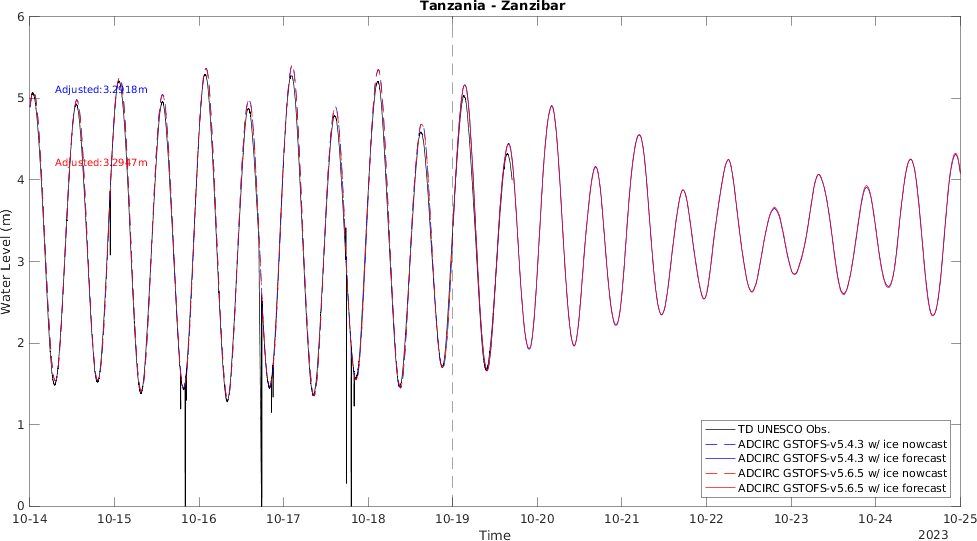 Tanzania - Zanzibar
6
5
4
3
2
1
0
Water Level (m)
Adjusted:3.2918m
Adjusted:3.2947m
TD UNESCO Obs.
ADCIRC GSTOFS-v5.4.3 w/ ice nowcast
ADCIRC GSTOFS-v5.4.3 w/ ice forecast
ADCIRC GSTOFS-v5.6.5 w/ ice nowcast
ADCIRC GSTOFS-v5.6.5 w/ ice forecast
10-14 10-15 10-16 10-17 10-18 10-19 10-20 10-21 10-22 10-23 10-24 10-25
Time
2023